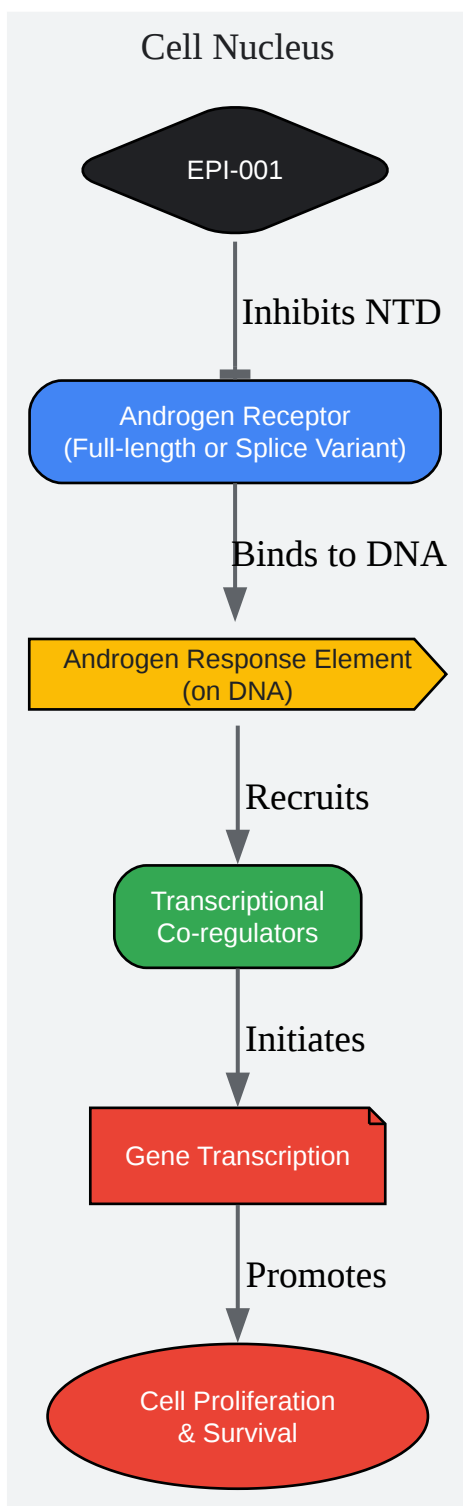 Cell Nucleus
EPI-001
Inhibits NTD
Androgen Receptor
(Full-length or Splice Variant)
Binds to DNA
Androgen Response Element
(on DNA)
Recruits
Transcriptional
Co-regulators
Initiates
Gene Transcription
Promotes
Cell Proliferation
& Survival